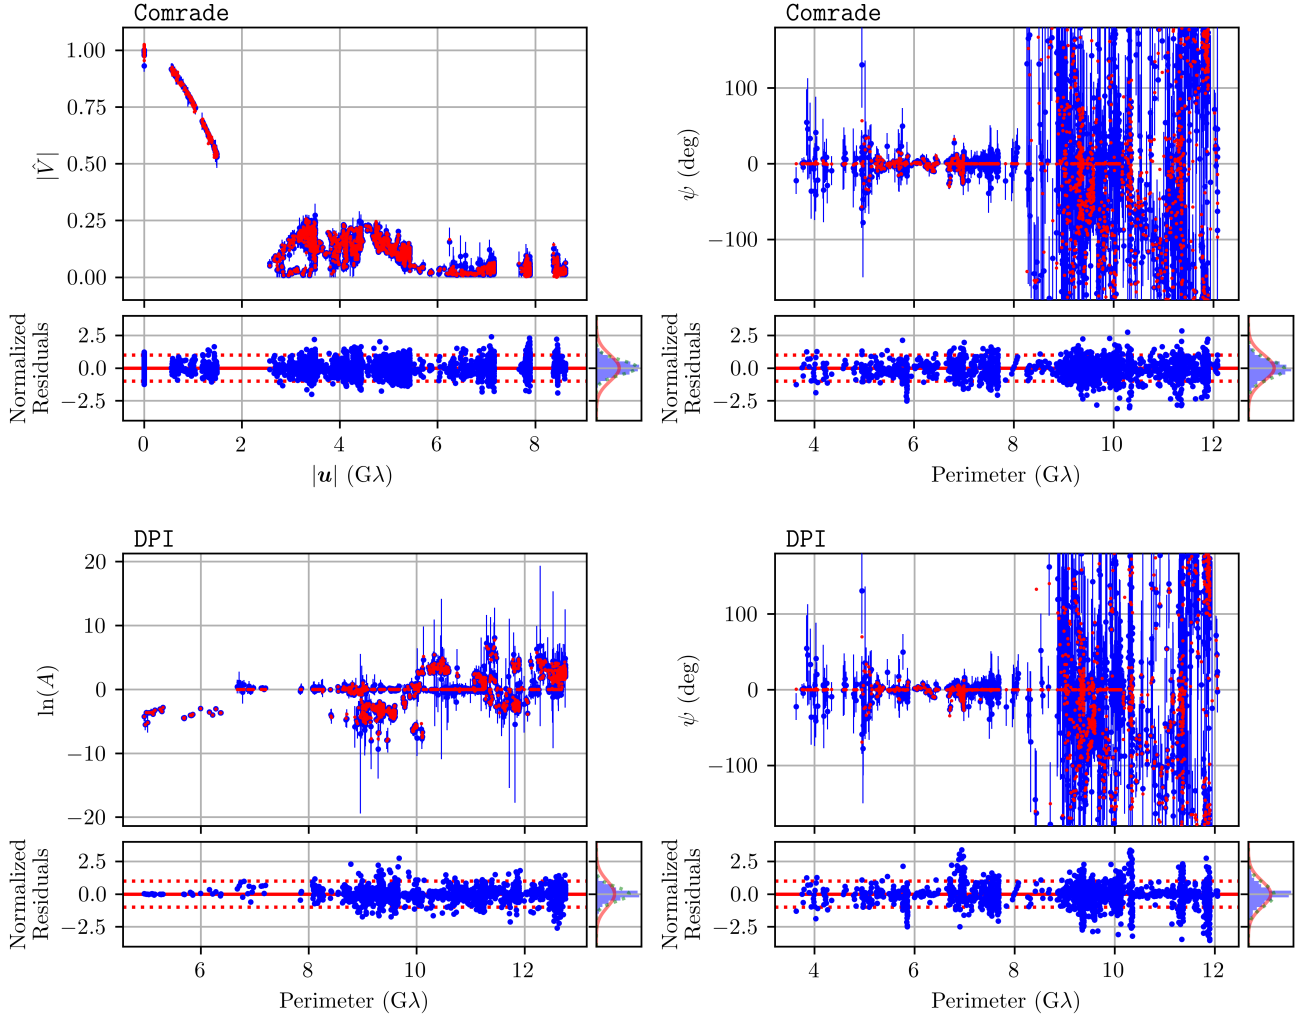 Comrade
1.00
0.75
0.50
0.25
0.00
|V̂|
2.5
0.0
−2.5
Normalized
Residuals
0 2 4 6 8
|u| (Gλ)
Comrade
100
0
−100
ψ (deg)
2.5
0.0
−2.5
Normalized
Residuals
4 6 8 10 12
Perimeter (Gλ)
DPI
20
10
0
−10
−20
ln(A)
2.5
0.0
−2.5
Normalized
Residuals
6 8 10 12
Perimeter (Gλ)
DPI
100
0
−100
ψ (deg)
2.5
0.0
−2.5
Normalized
Residuals
4 6 8 10 12
Perimeter (Gλ)